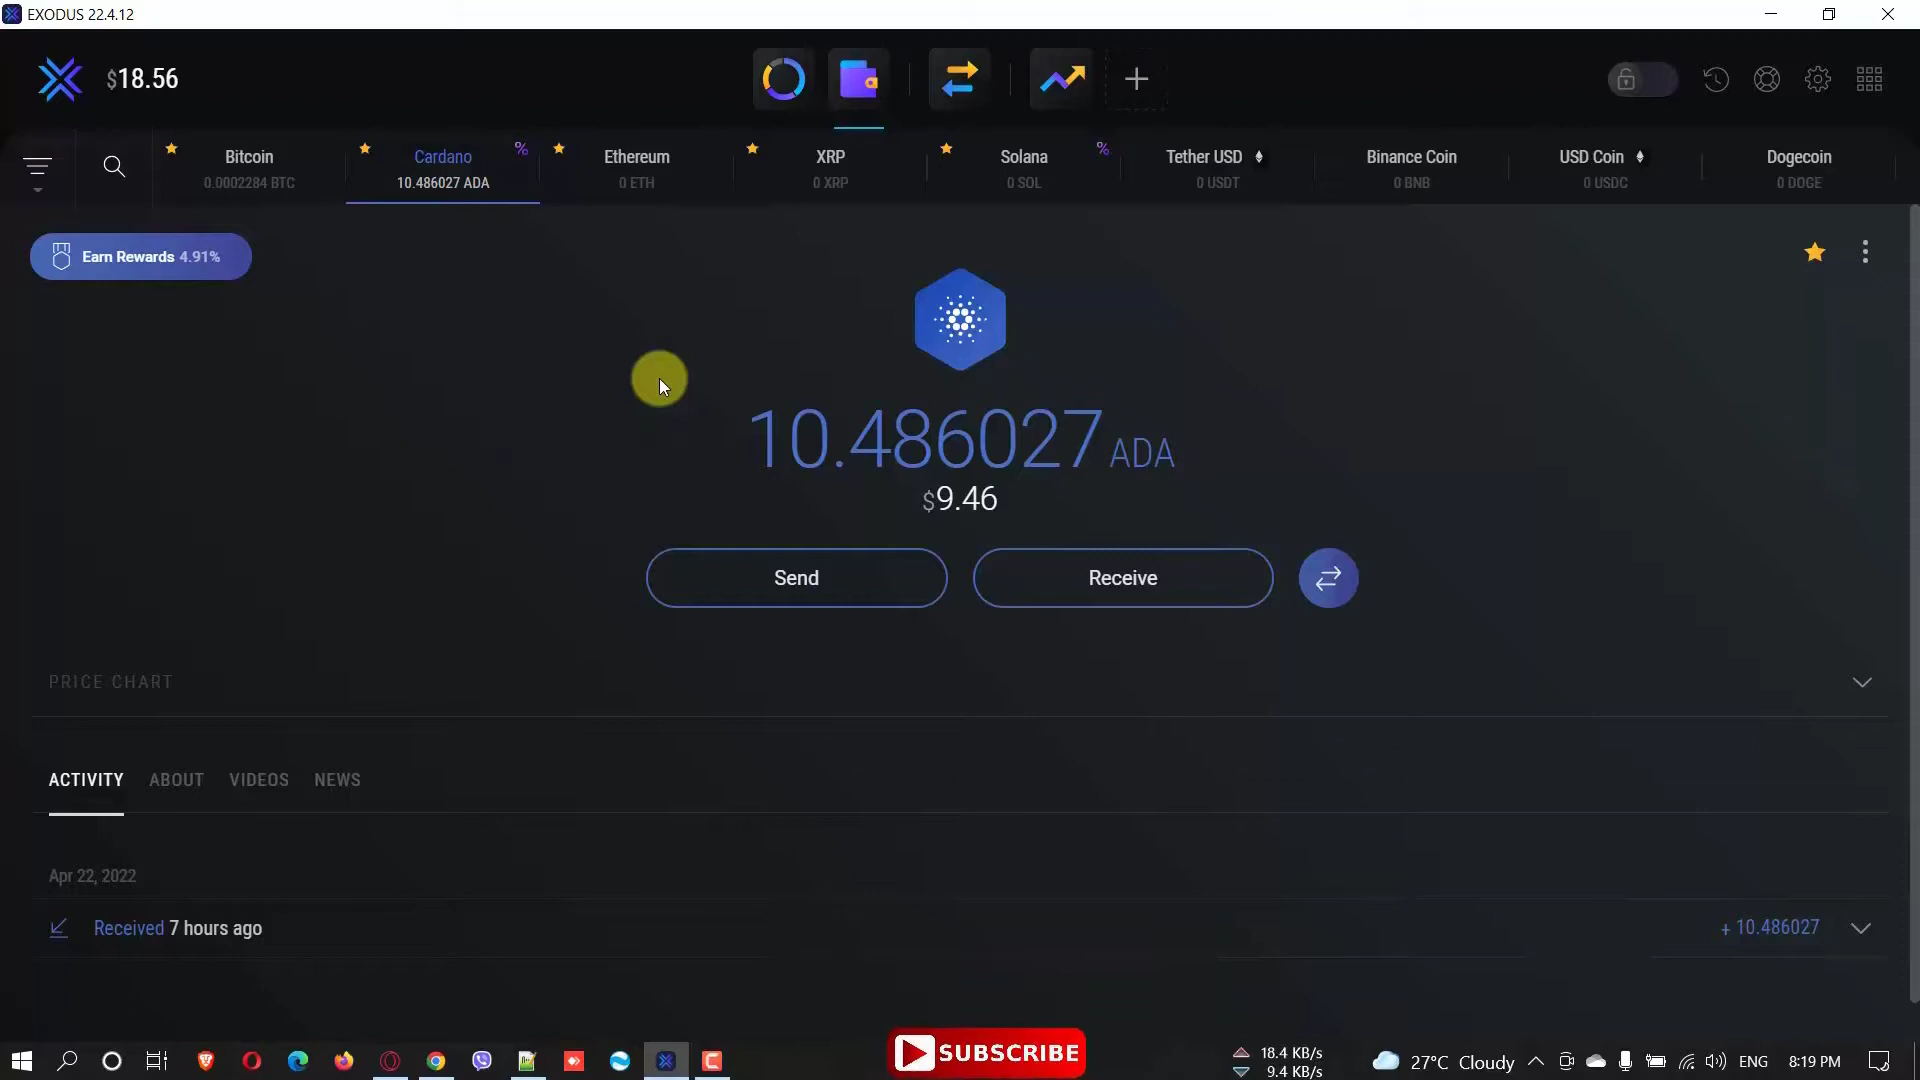 EXODUS 22.4.12
$18.56
Bitcoin
0.0002284 BTC
Cardano
10.486027 ADA
%
Ethereum
0 ETH
XRP
0 XRP
Solana
0 SOL
%
Tether USD
0 USDT
Binance Coin
0 BNB
USD Coin
0 USDC
Dogecoin
0 DOGE
Earn Rewards 4.91%
10.486027 ADA
$9.46
Send
Receive
PRICE CHART
ACTIVITY ABOUT VIDEOS NEWS
Apr 22, 2022
Received 7 hours ago
+ 10.486027
SUBSCRIBE
18.4 KB/s
9.4 KB/s
27°C Cloudy
ENG
8:19 PM